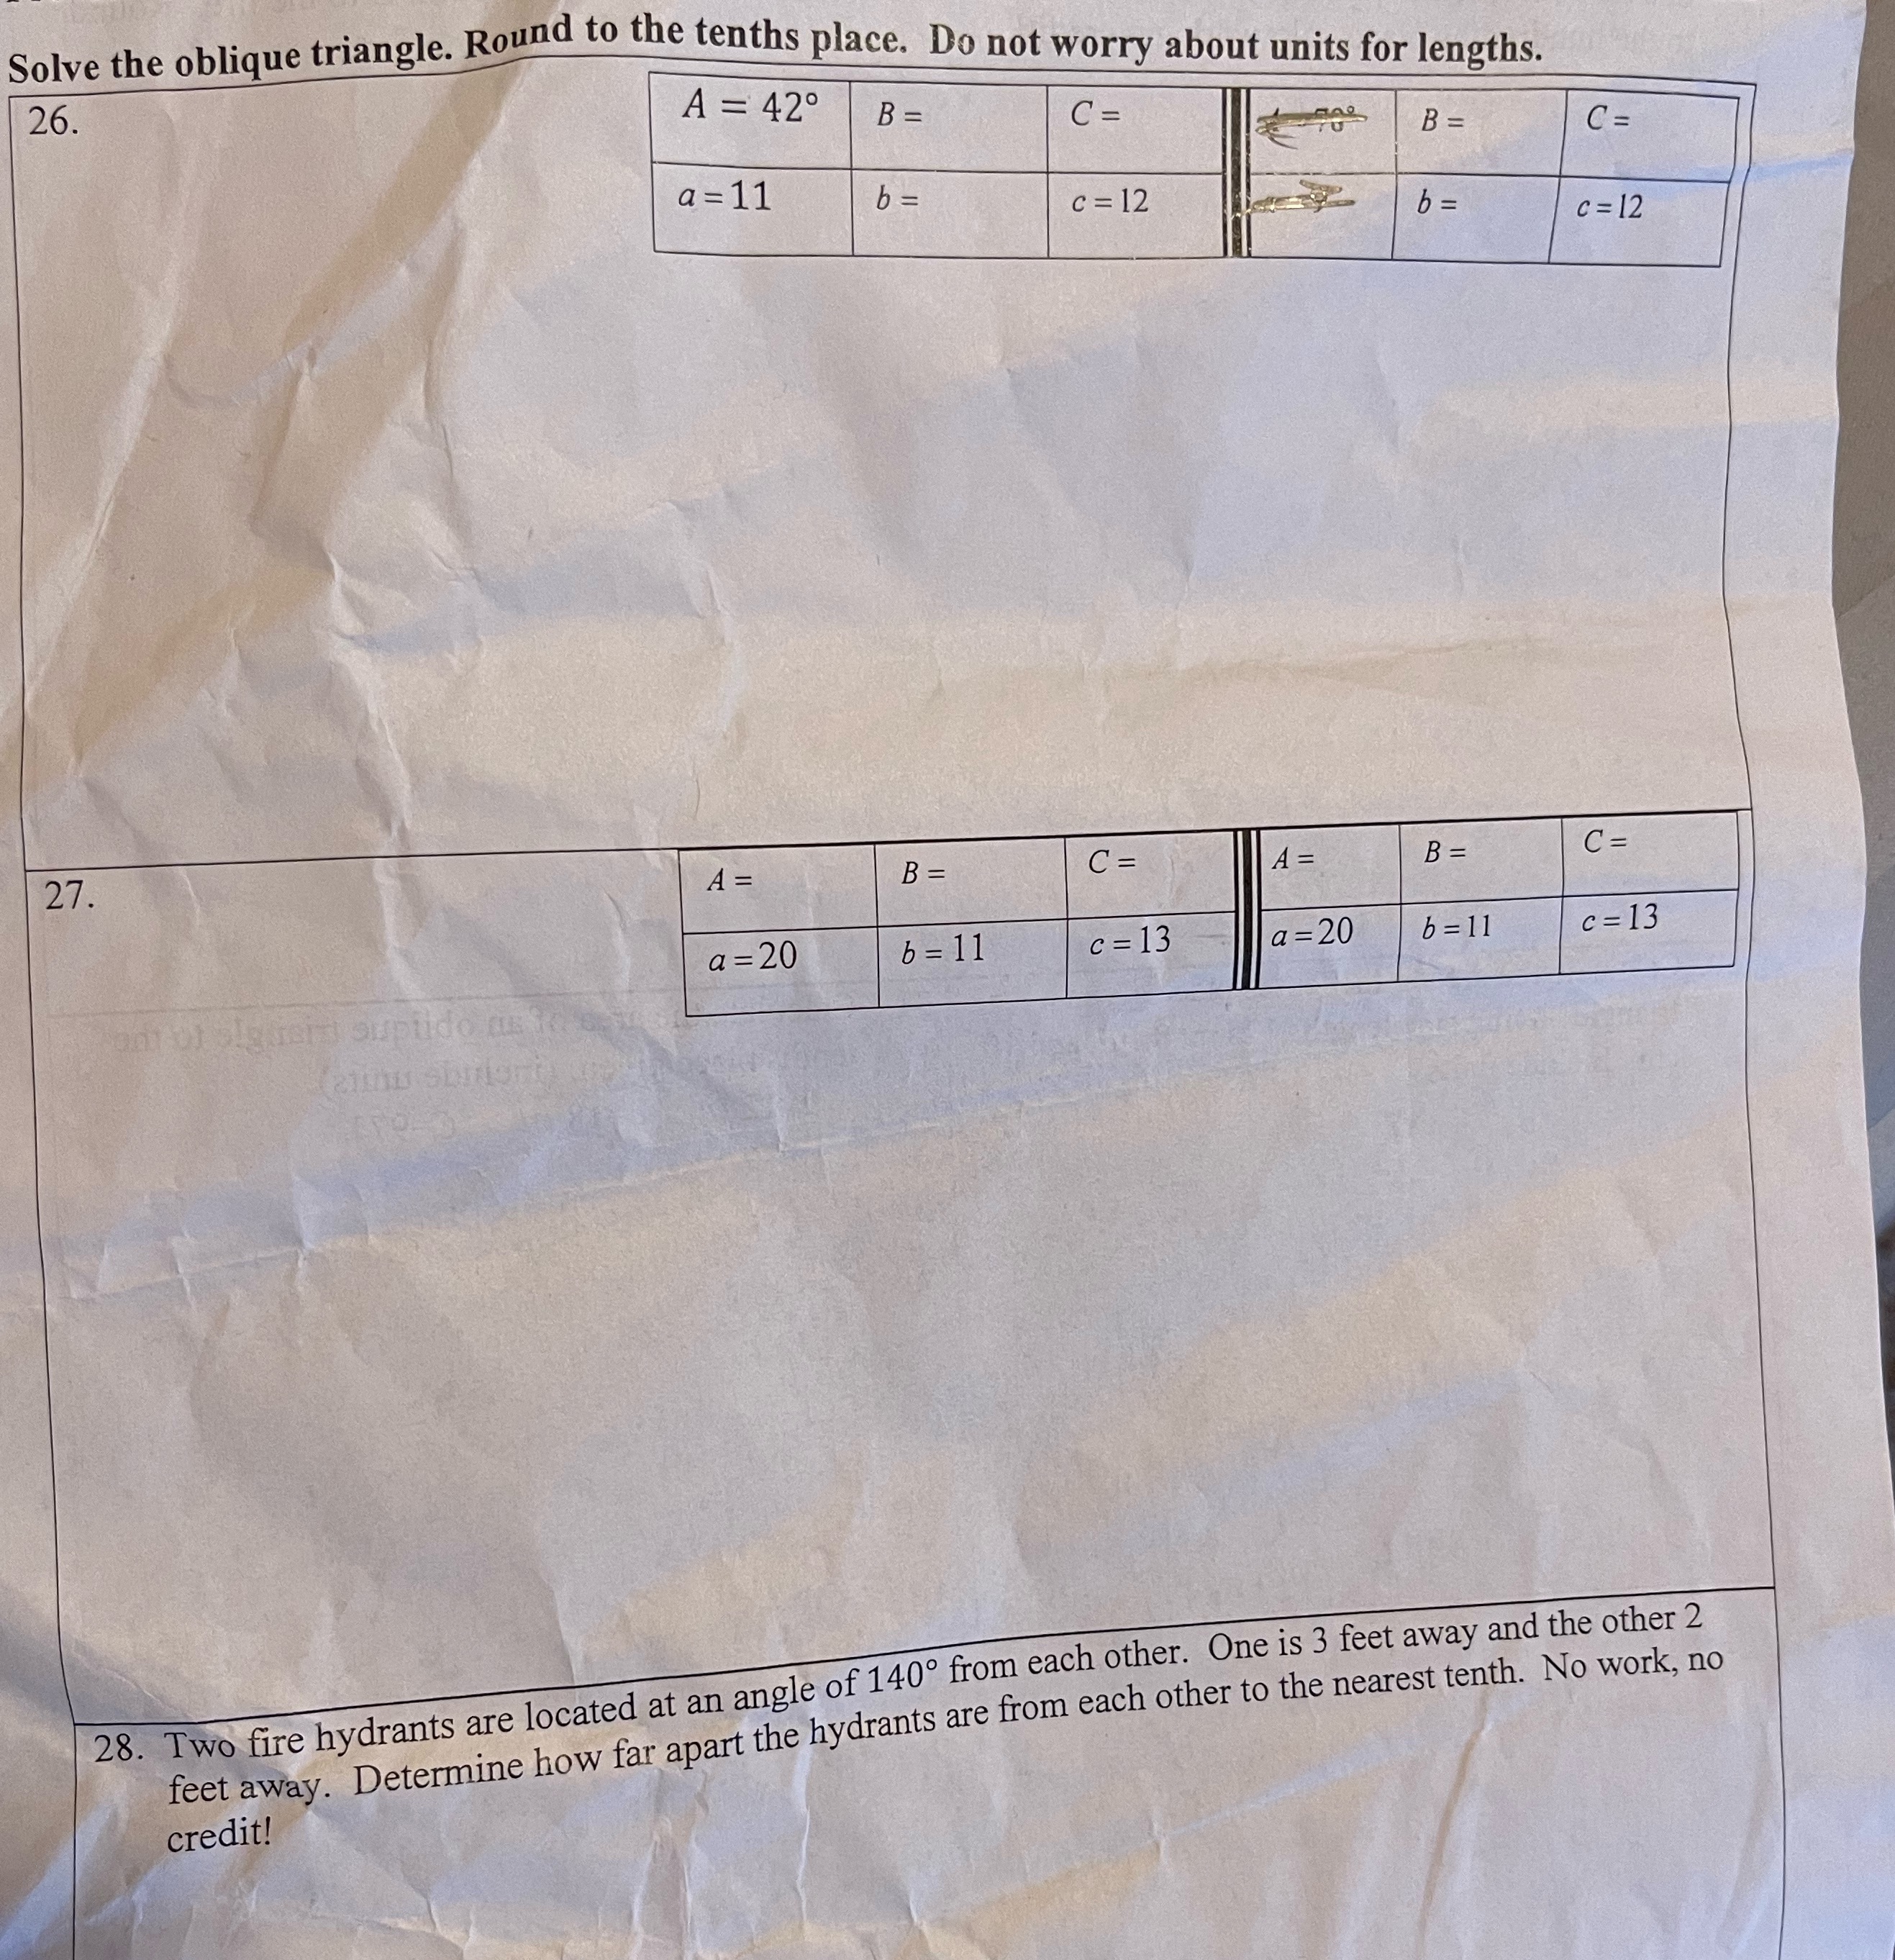 Solve the oblique triangle. Round to the tenths place. Do not worry about units for lengths.
26.
A = 42° B = C = B = C =
a = 11 b = c = 12 b = c = 12
27.
A = B = C = A = B = C =
a = 20 b = 11 c = 13 a = 20 b = 11 c = 13
28. Two fire hydrants are located at an angle of 140° from each other. One is 3 feet away and the other 2
feet away. Determine how far apart the hydrants are from each other to the nearest tenth. No work, no
credit!